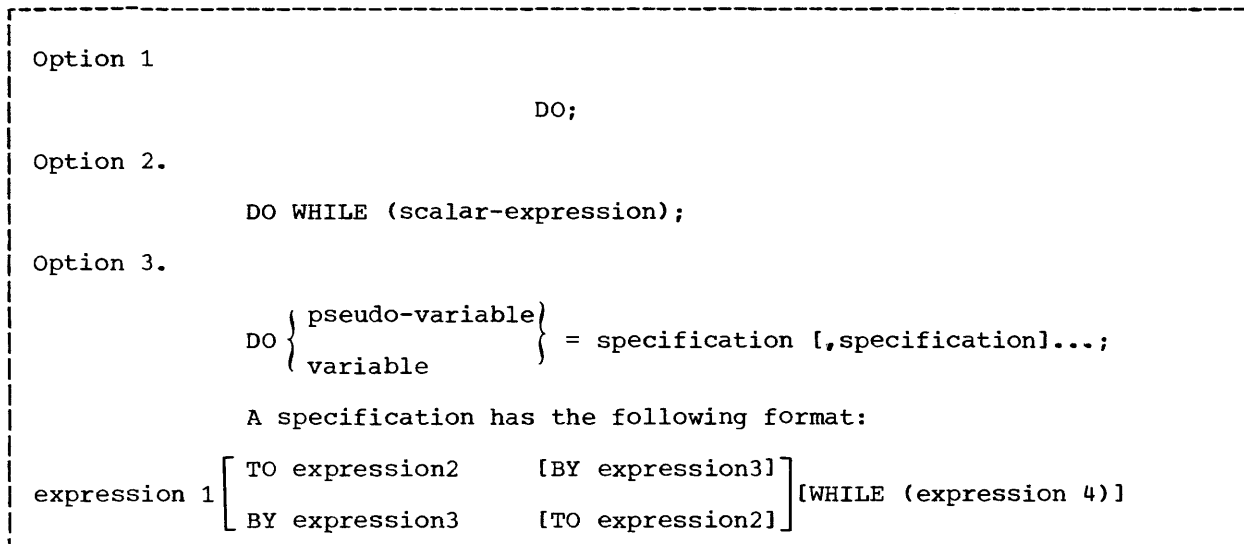 Option 1
DO;
Option 2.
DO WHILE (scalar-expression);
Option 3.
pseudo-variable
DO { } = specification [,specification]...;
variable
A specification has the following format:
TO expression2 [BY expression3]
expression 1 [ ] [WHILE (expression 4)]
BY expression3 [TO expression2]